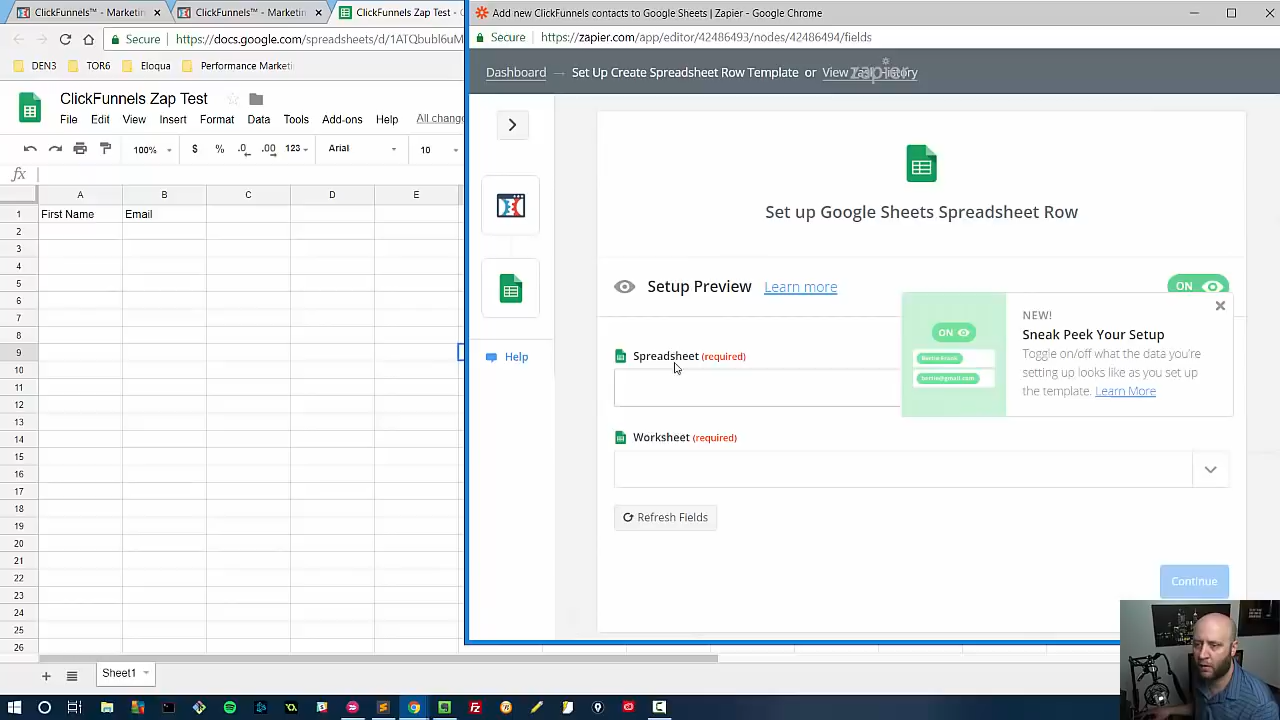 ClickFunnels™ - Marketin
ClickFunnels™ - Marketin
ClickFunnels Zap Test - G
Add new ClickFunnels contacts to Google Sheets | Zapier - Google Chrome
Secure
https://docs.google.com/spreadsheets/d/1ATQbubl6uM
Secure
https://zapier.com/app/editor/42486493/nodes/42486494/fields
DEN3
TOR6
Eloqua
Performance Marketi
Dashboard → Set Up Create Spreadsheet Row Template or View
zapier
ClickFunnels Zap Test
File Edit View Insert Format Data Tools Add-ons Help All change
100% $ % .0 .00 123 Arial 10
fx
A B C D E
1 First Name Email
2
3
4
5
6
7
8
9
10
11
12
13
14
15
16
17
18
19
20
21
22
23
24
25
26
Sheet1
Help
Set up Google Sheets Spreadsheet Row
Setup Preview Learn more
ON
NEW!
Sneak Peek Your Setup
Toggle on/off what the data you're
setting up looks like as you set up
the template. Learn More
ON
Spreadsheet (required)
Worksheet (required)
Refresh Fields
Continue